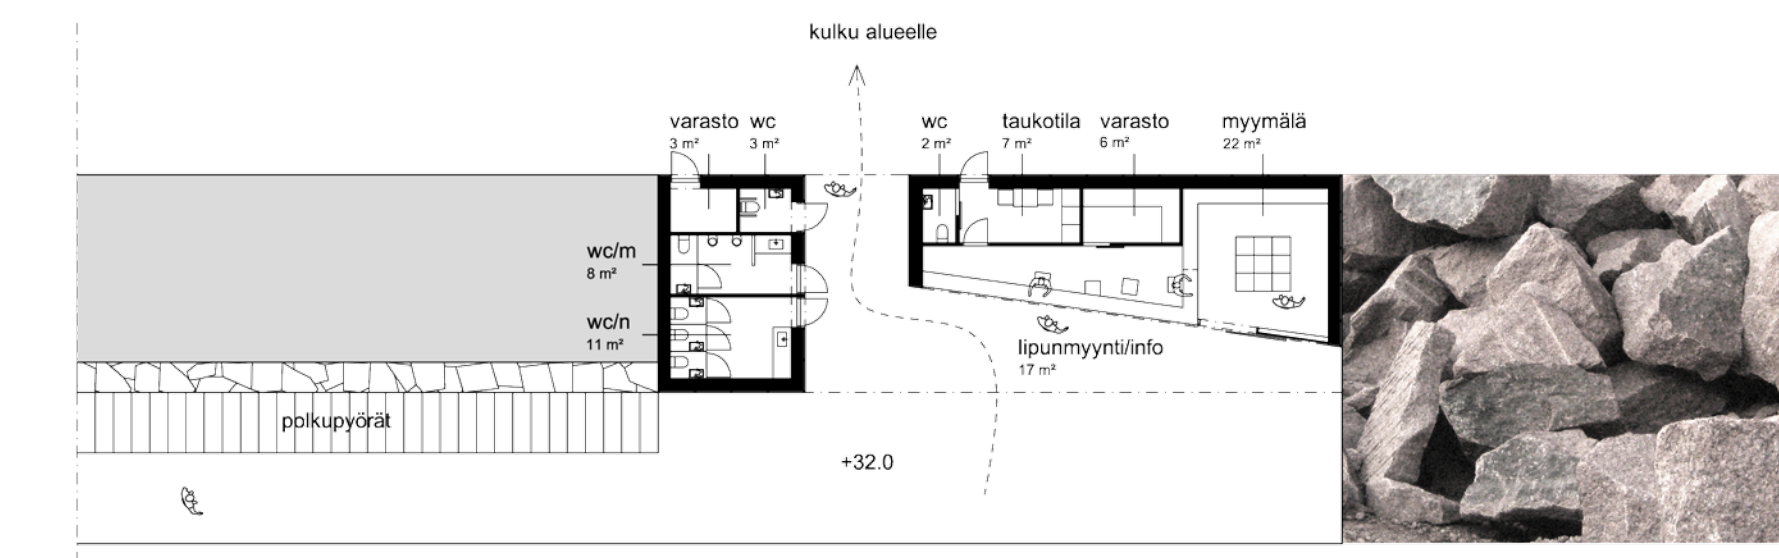 kulku alueelle
varasto wc
3 m² 3 m²
wc taukotila varasto myymälä
2 m² 7 m² 6 m² 22 m²
wc/m
8 m²
wc/n
11 m²
lipunmyynti/info
17 m²
polkupyörät
+32.0